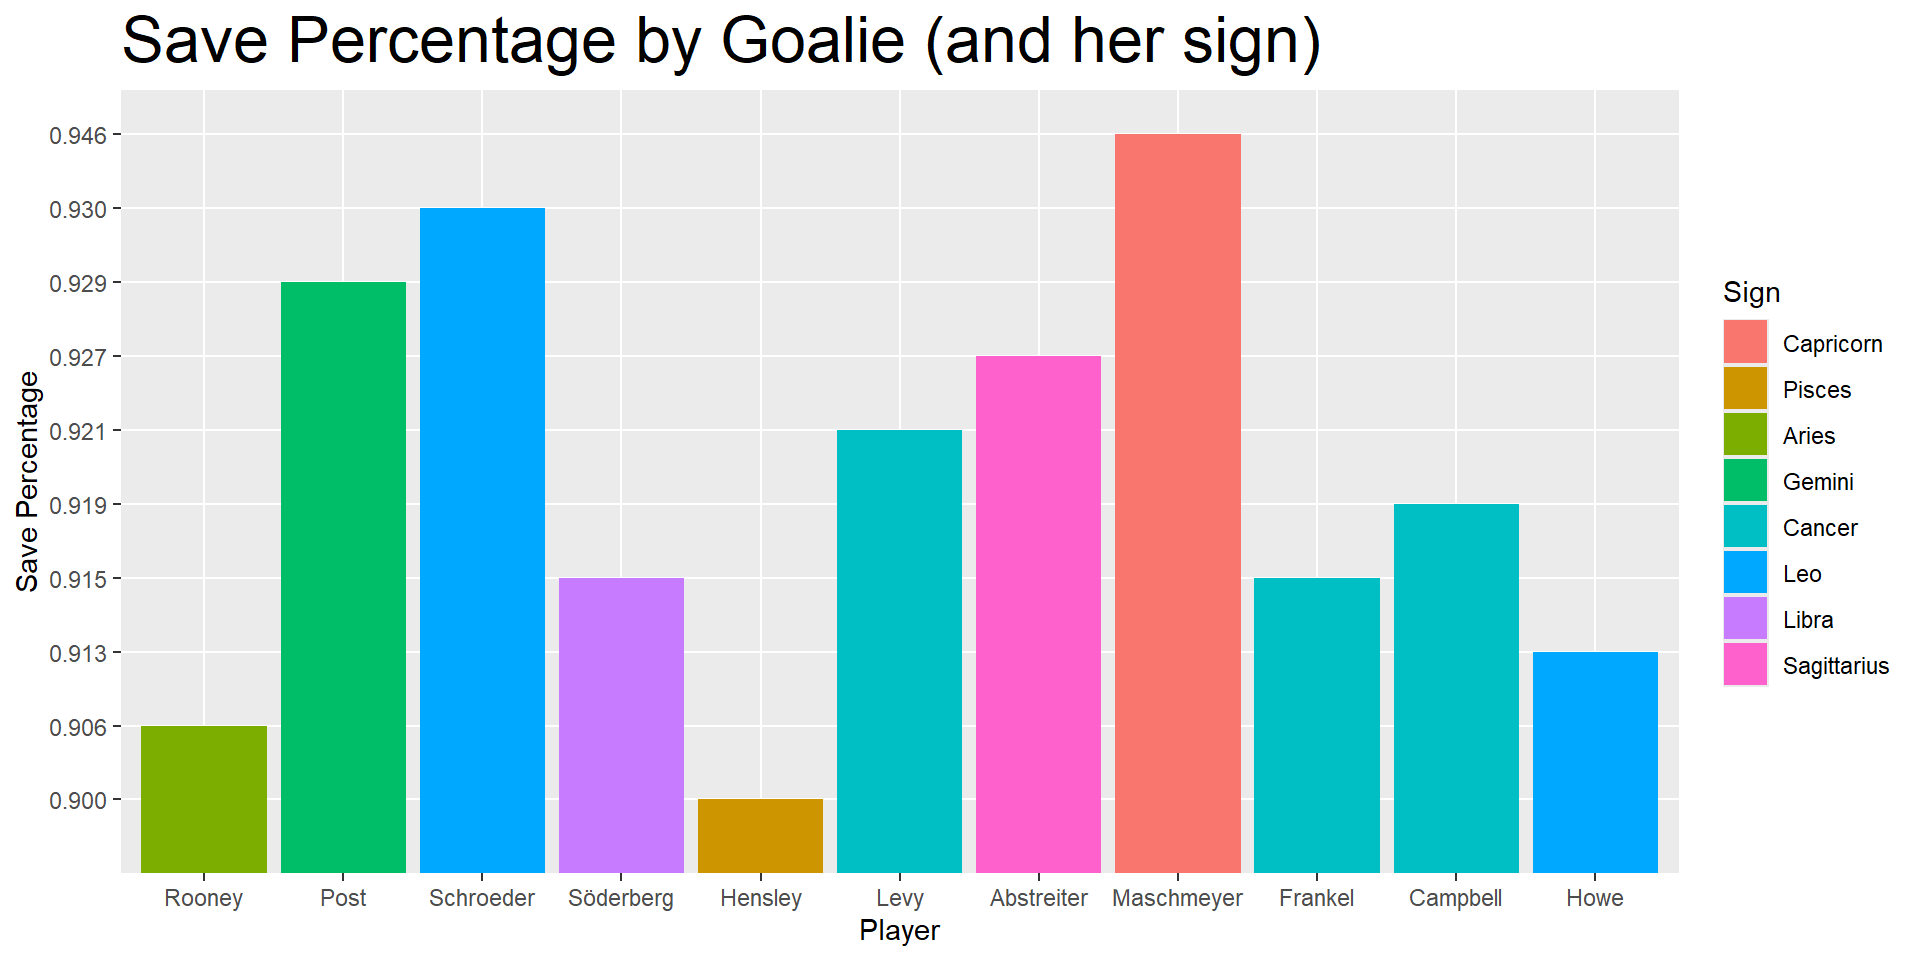 Save Percentage by Goalie (and her sign)
Save Percentage
0.946
0.930
0.929
0.927
0.921
0.919
0.915
0.913
0.906
0.900
Rooney Post Schroeder Söderberg Hensley Levy Abstreiter Maschmeyer Frankel Campbell Howe
Player
Sign
Capricorn
Pisces
Aries
Gemini
Cancer
Leo
Libra
Sagittarius